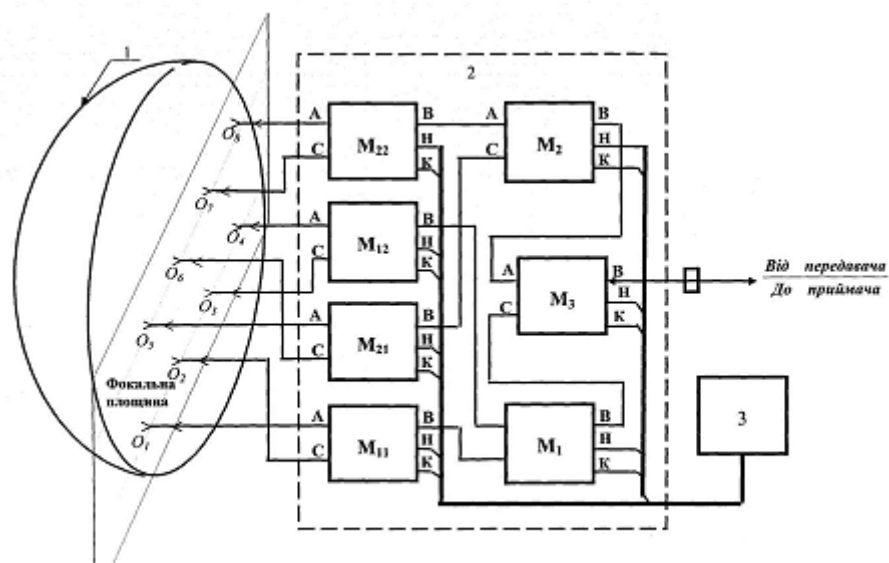 1
2
O8
A
C
M22
B
H
K
A
C
M2
B
H
K
O7
O4
A
C
M12
B
H
K
O6
O3
A
C
M3
B
H
K
Від передавача
До приймача
O5
A
C
M21
B
H
K
O2
Фокальна
площина
O1
A
C
M11
B
H
K
M1
B
H
K
3